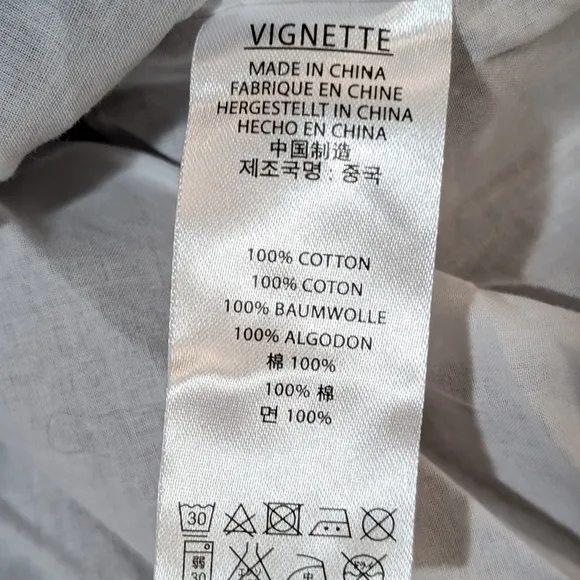 VIGNETTE
MADE IN CHINA
FABRIQUE EN CHINE
HERGESTELLT IN CHINA
HECHO EN CHINA
中国制造
제조국명 : 중국
100% COTTON
100% COTON
100% BAUMWOLLE
100% ALGODON
棉 100%
100% 棉
면 100%
30
30 中